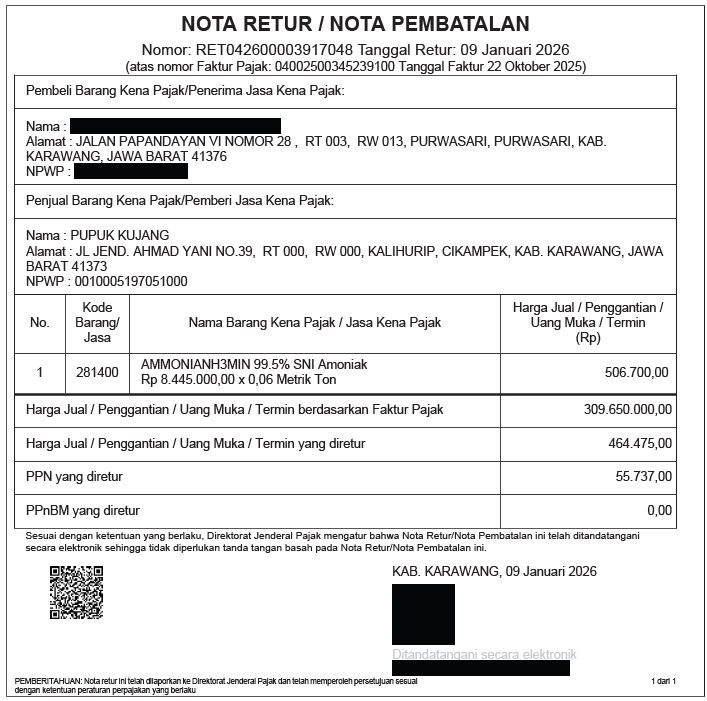 NOTA RETUR / NOTA PEMBATALAN
Nomor: RET042600003917048 Tanggal Retur: 09 Januari 2026
(atas nomor Faktur Pajak: 04002500345239100 Tanggal Faktur 22 Oktober 2025)
Pembeli Barang Kena Pajak/Penerima Jasa Kena Pajak:
Nama :
Alamat : JALAN PAPANDAYAN VI NOMOR 28 , RT 003, RW 013, PURWASARI, PURWASARI, KAB.
KARAWANG, JAWA BARAT 41376
NPWP :
Penjual Barang Kena Pajak/Pemberi Jasa Kena Pajak:
Nama : PUPUK KUJANG
Alamat : JL JEND. AHMAD YANI NO.39, RT 000, RW 000, KALIHURIP, CIKAMPEK, KAB. KARAWANG, JAWA
BARAT 41373
NPWP : 0010005197051000
No.
Kode
Barang/
Jasa
Nama Barang Kena Pajak / Jasa Kena Pajak
Harga Jual / Penggantian /
Uang Muka / Termin
(Rp)
1
281400
AMMONIANH3MIN 99.5% SNI Amoniak
Rp 8.445.000,00 x 0,06 Metrik Ton
506.700,00
Harga Jual / Penggantian / Uang Muka / Termin berdasarkan Faktur Pajak 309.650.000,00
Harga Jual / Penggantian / Uang Muka / Termin yang diretur 464.475,00
PPN yang diretur 55.737,00
PPnBM yang diretur 0,00
Sesuai dengan ketentuan yang berlaku, Direktorat Jenderal Pajak mengatur bahwa Nota Retur/Nota Pembatalan ini telah ditandatangani
secara elektronik sehingga tidak diperlukan tanda tangan basah pada Nota Retur/Nota Pembatalan ini.
KAB. KARAWANG, 09 Januari 2026
Ditandatangani secara elektronik
PEMBERITAHUAN: Nota retur ini telah dilaporkan ke Direktorat Jenderal Pajak dan telah memperoleh persetujuan sesuai
dengan ketentuan peraturan perpajakan yang berlaku
1 dari 1